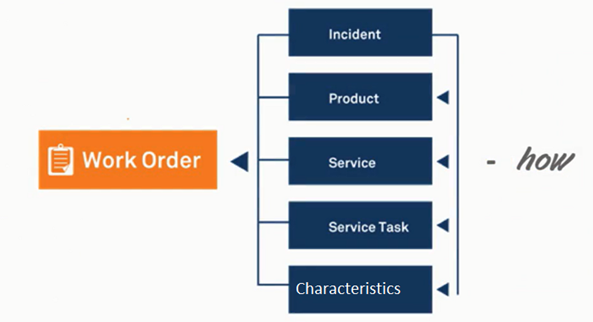 Incident
Product
Work Order
Service
- how
Service Task
Characteristics